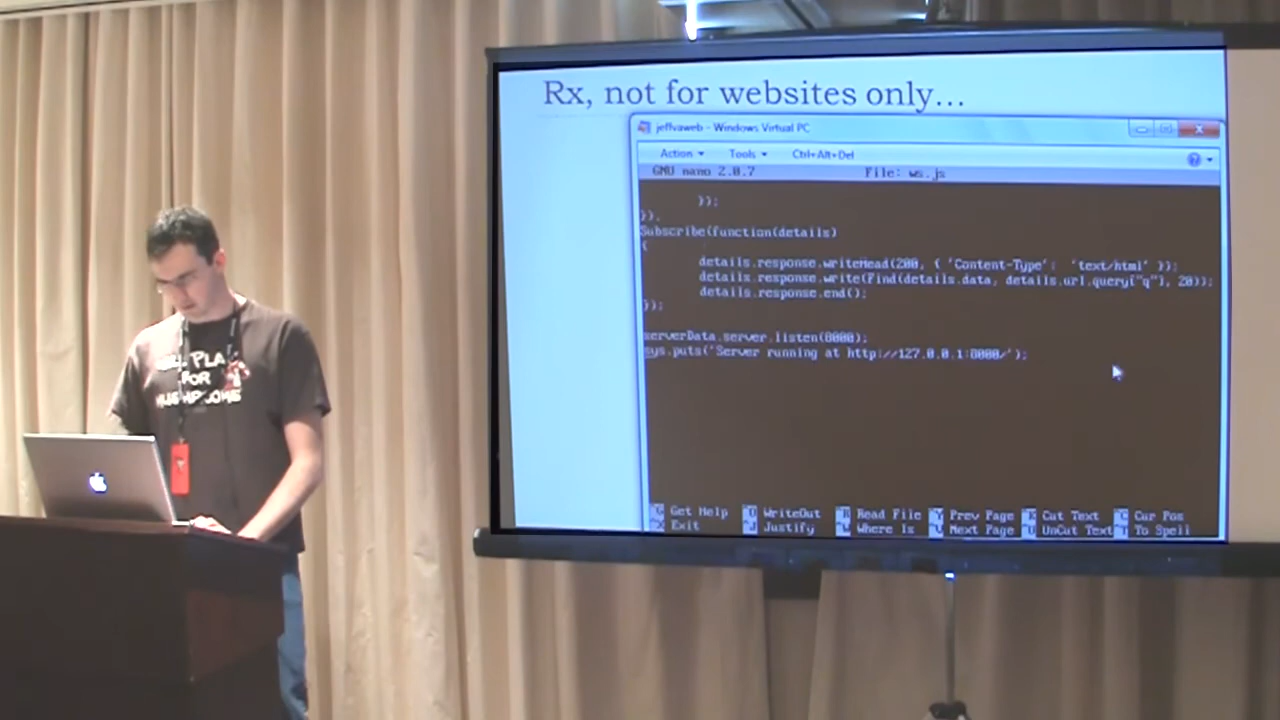 Rx, not for websites only...
jeffvaweb - Windows Virtual PC
Action Tools Ctrl+Alt+Del
GNU nano 2.0.7 File: ws.js
});
}).
Subscribe(function(details)
{
details.response.writeHead(200, { 'Content-Type': 'text/html' });
details.response.write(Find(details.data, details.url.query["q"], 20));
details.response.end();
});
serverData.server.listen(8000);
sys.puts('Server running at http://127.0.0.1:8000/');
^G Get Help ^O WriteOut ^R Read File ^Y Prev Page ^K Cut Text ^C Cur Pos
^X Exit ^J Justify ^W Where Is ^V Next Page ^U UnCut Text ^T To Spell
WILL PLA
FOR